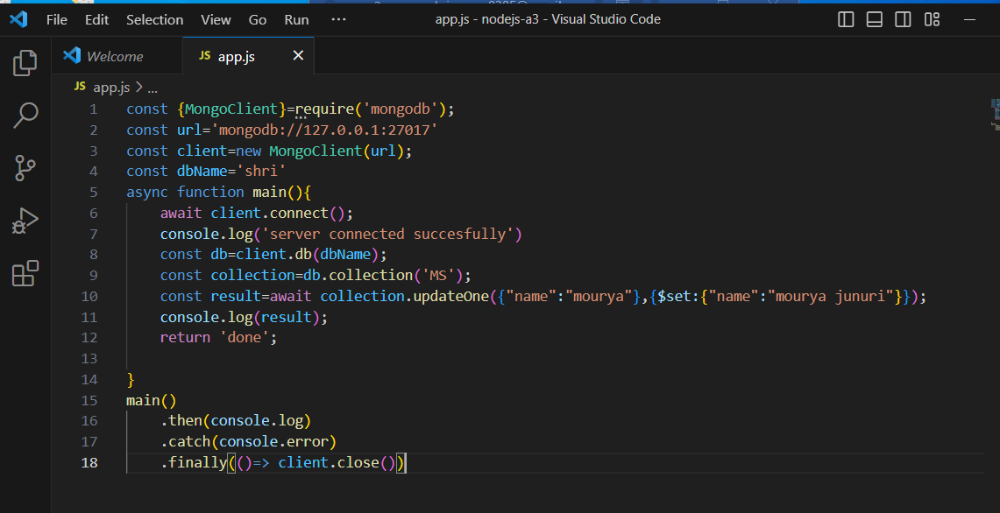 File Edit Selection View Go Run ··· app.js - nodejs-a3 - Visual Studio Code
Welcome JS app.js
JS app.js > ...
1 const {MongoClient}=require('mongodb');
2 const url='mongodb://127.0.0.1:27017'
3 const client=new MongoClient(url);
4 const dbName='shri'
5 async function main(){
6 await client.connect();
7 console.log('server connected succesfully')
8 const db=client.db(dbName);
9 const collection=db.collection('MS');
10 const result=await collection.updateOne({"name":"mourya"},{$set:{"name":"mourya junuri"}});
11 console.log(result);
12 return 'done';
13
14 }
15 main()
16 .then(console.log)
17 .catch(console.error)
18 .finally(()=> client.close())